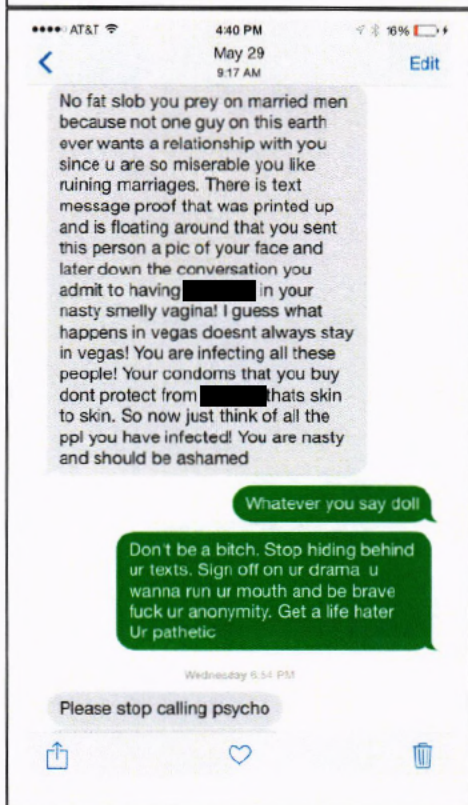 AT&T 4:40 PM 16%
May 29
9:17 AM
Edit
No fat slob you prey on married men
because not one guy on this earth
ever wants a relationship with you
since u are so miserable you like
ruining marriages. There is text
message proof that was printed up
and is floating around that you sent
this person a pic of your face and
later down the conversation you
admit to having in your
nasty smelly vagina! I guess what
happens in vegas doesnt always stay
in vegas! You are infecting all these
people! Your condoms that you buy
dont protect from thats skin
to skin. So now just think of all the
ppl you have infected! You are nasty
and should be ashamed
Whatever you say doll
Don't be a bitch. Stop hiding behind
ur texts. Sign off on ur drama u
wanna run ur mouth and be brave
fuck ur anonymity. Get a life hater
Ur pathetic
Wednesday 6:54 PM
Please stop calling psycho